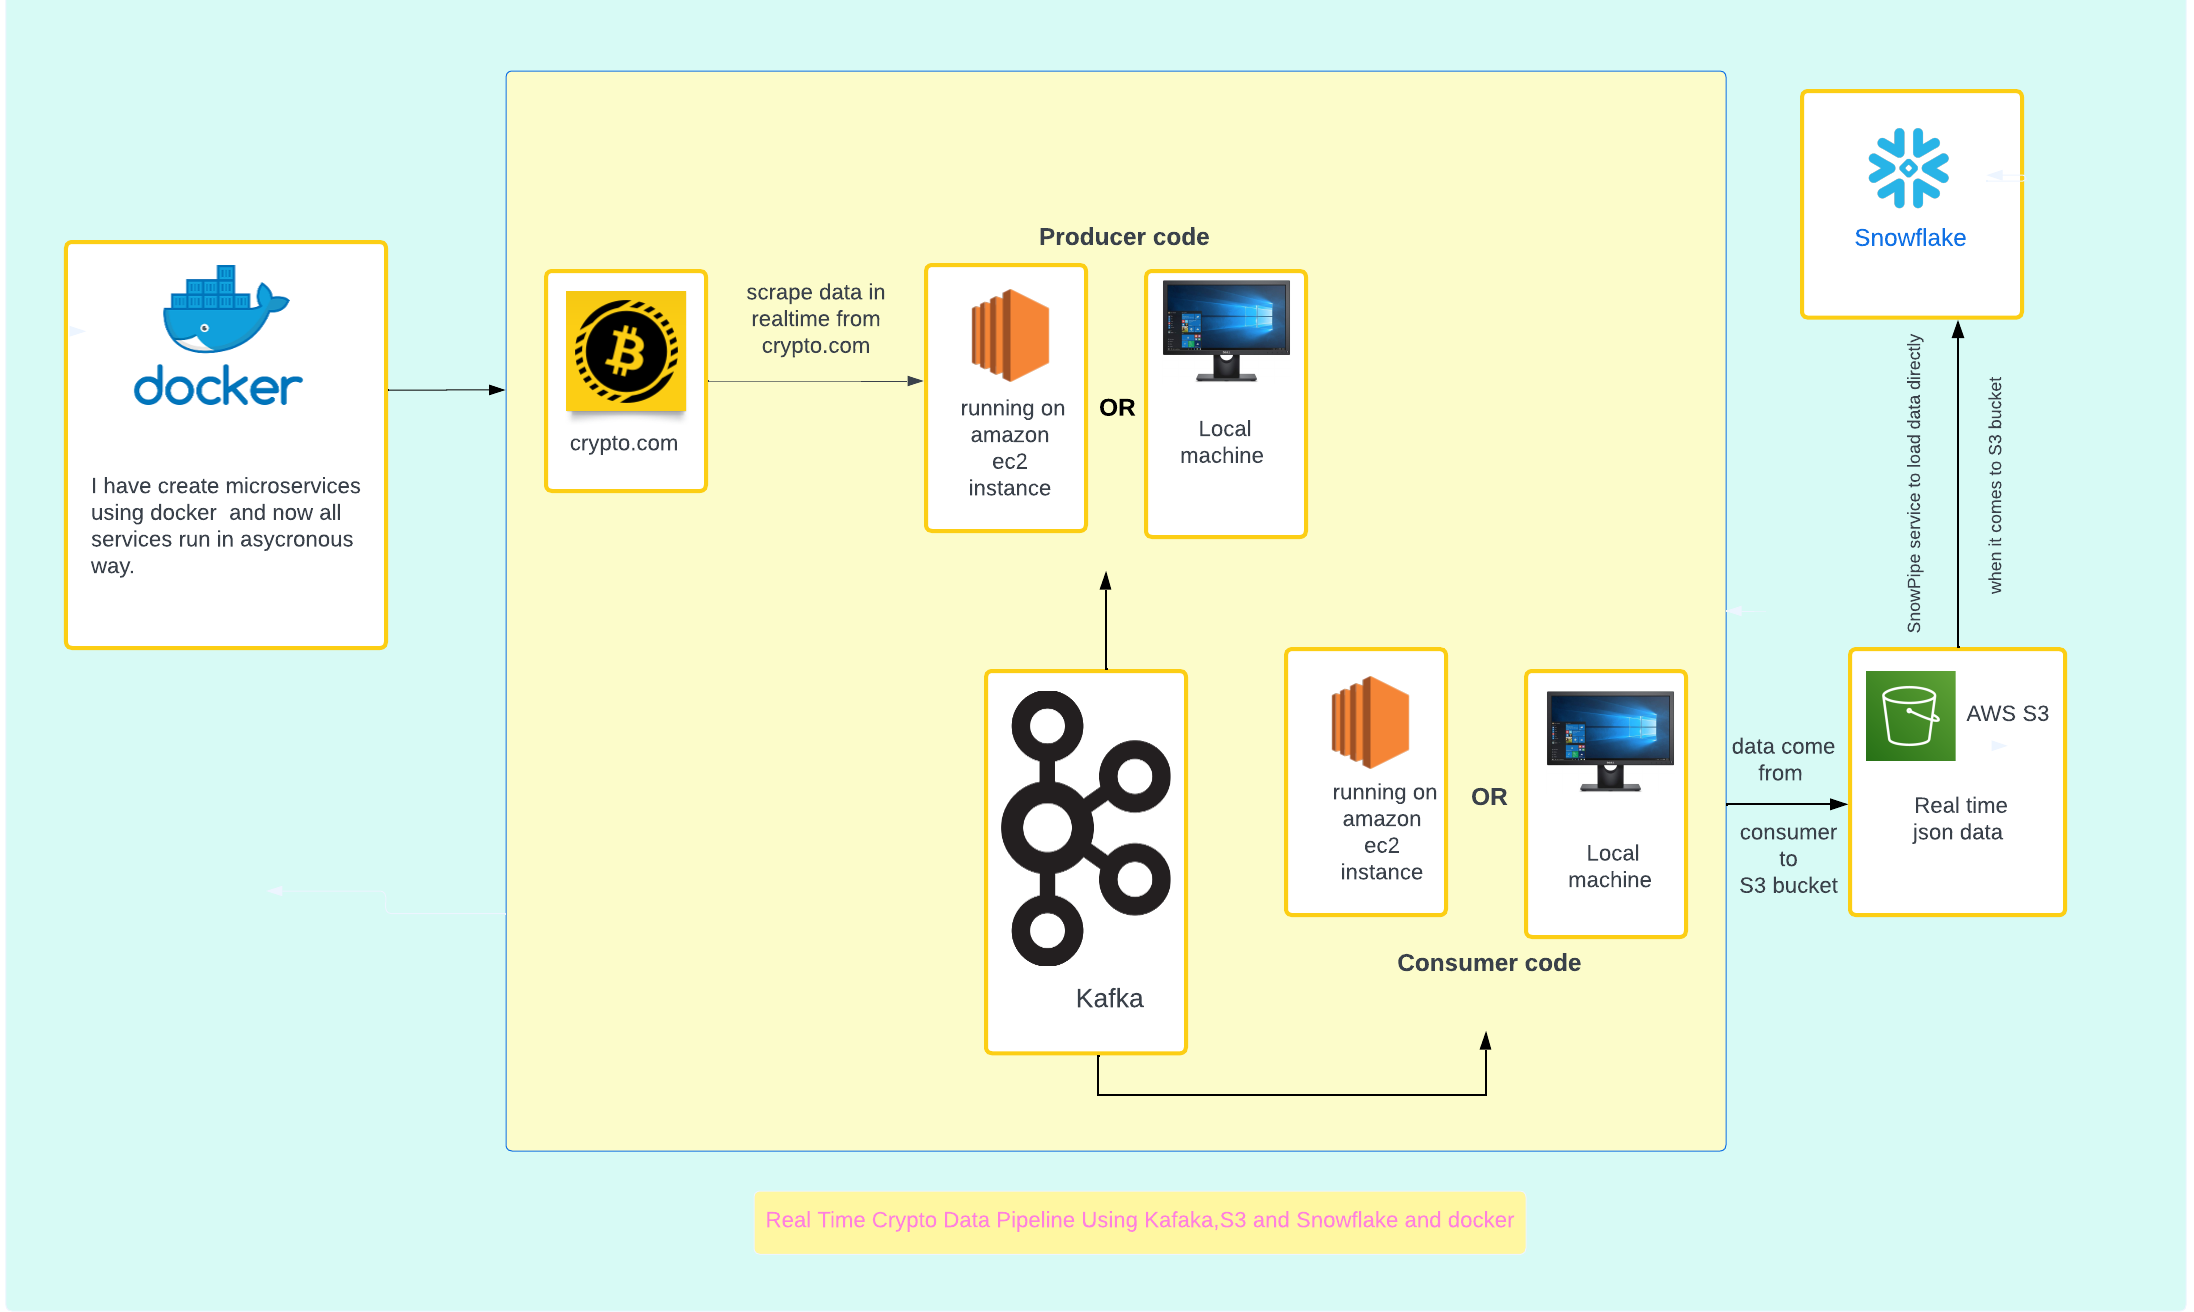 docker
I have create microservices
using docker  and now all
services run in asycronous
way.
crypto.com
scrape data in
realtime from
crypto.com
Producer code
running on
amazon
ec2
instance
OR
Local
machine
Kafka
running on
amazon
ec2
instance
OR
Local
machine
Consumer code
data come
from
consumer
to
S3 bucket
Snowflake
SnowPipe service to load data directly
when it comes to S3 bucket
AWS S3
Real time
json data
Real Time Crypto Data Pipeline Using Kafaka,S3 and Snowflake and docker